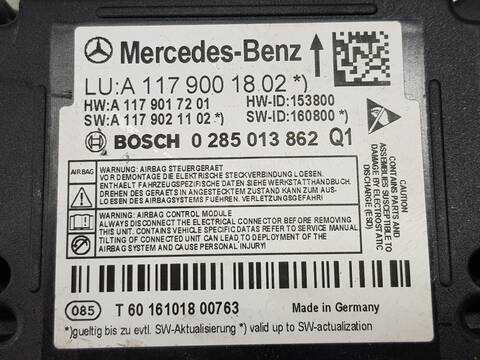 Mercedes-Benz
LU:A 117 900 18 02 *)
HW:A 117 901 72 01 HW-ID:153800
SW:A 117 902 11 02 *) SW-ID:160800 *)
BOSCH 0 285 013 862 Q1
AIRBAG
WARNUNG: AIRBAG STEUERGERAET
VOR DEMONTAGE DIE ELEKTRISCHE STECKVERBINDUNG LOESEN!
ENTHAELT FAHRZEUGSPEZIFISCHE DATEN SIEHE WERKSTATTHANDBUCH.
DREHEN DES GERAETES IN EINGEBAUTEM ZUSTAND KANN ZUM AUS-
LOESEN DES AIRBAGSYSTEMS FUEHREN. VERLETZUNGSGEFAHR!
WARNING: AIRBAG CONTROL MODULE
ALWAYS DISCONNECT THE ELECTRICAL CONNECTOR BEFORE REMOVING THIS
UNIT. CONTAINS VEHICLE SPECIFIC DATA. REFER TO SERVICE MANUAL
TILTING OF CONNECTED UNIT CAN LEAD TO DEPLOYMENT OF THE
AIRBAG SYSTEM AND CAUSE PERSONAL INJURY.
CAUTION
CONTAINS PARTS AND
ASSEMBLIES SUSCEPTIBLE TO
DAMAGE BY ELECTROSTATIC
DISCHARGE (ESD)
085 T 60 161018 00763 Made in Germany
*)gueltig bis zu evtl. SW-Aktualisierung *) valid up to SW-actualization